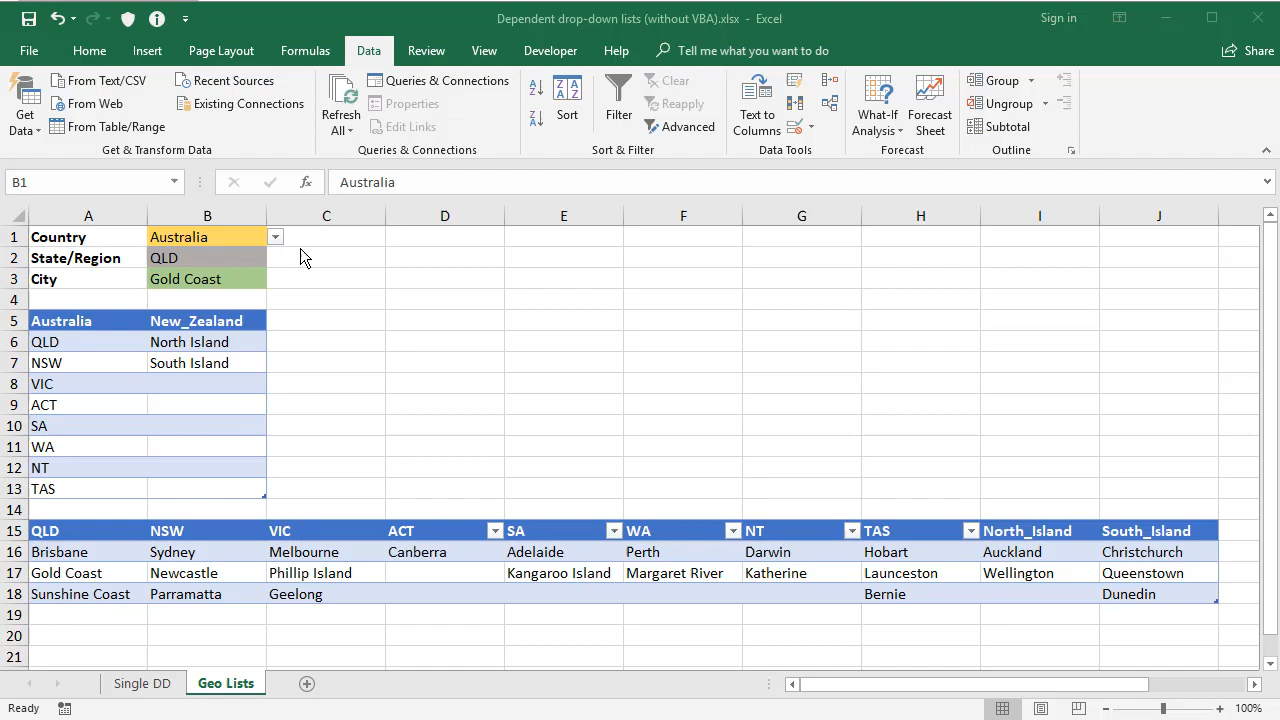 Dependent drop-down lists (without VBA).xlsx - Excel
Sign in
File Home Insert Page Layout Formulas Data Review View Developer Help Tell me what you want to do Share
Get Data
From Text/CSV
From Web
From Table/Range
Recent Sources
Existing Connections
Get & Transform Data
Refresh All
Queries & Connections
Properties
Edit Links
Queries & Connections
Sort
Filter
Clear
Reapply
Advanced
Sort & Filter
Text to Columns
Data Tools
What-If Analysis
Forecast Sheet
Forecast
Group
Ungroup
Subtotal
Outline
B1 fx Australia
A B C D E F G H I J
1 Country Australia
2 State/Region QLD
3 City Gold Coast
4
5 Australia New_Zealand
6 QLD North Island
7 NSW South Island
8 VIC
9 ACT
10 SA
11 WA
12 NT
13 TAS
14
15 QLD NSW VIC ACT SA WA NT TAS North_Island South_Island
16 Brisbane Sydney Melbourne Canberra Adelaide Perth Darwin Hobart Auckland Christchurch
17 Gold Coast Newcastle Phillip Island Kangaroo Island Margaret River Katherine Launceston Wellington Queenstown
18 Sunshine Coast Parramatta Geelong Bernie Dunedin
19
20
21
Single DD Geo Lists
Ready 100%